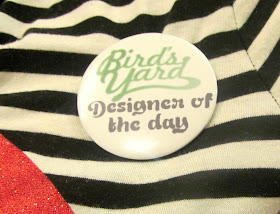 Bird's
Yard
Designer of
the day